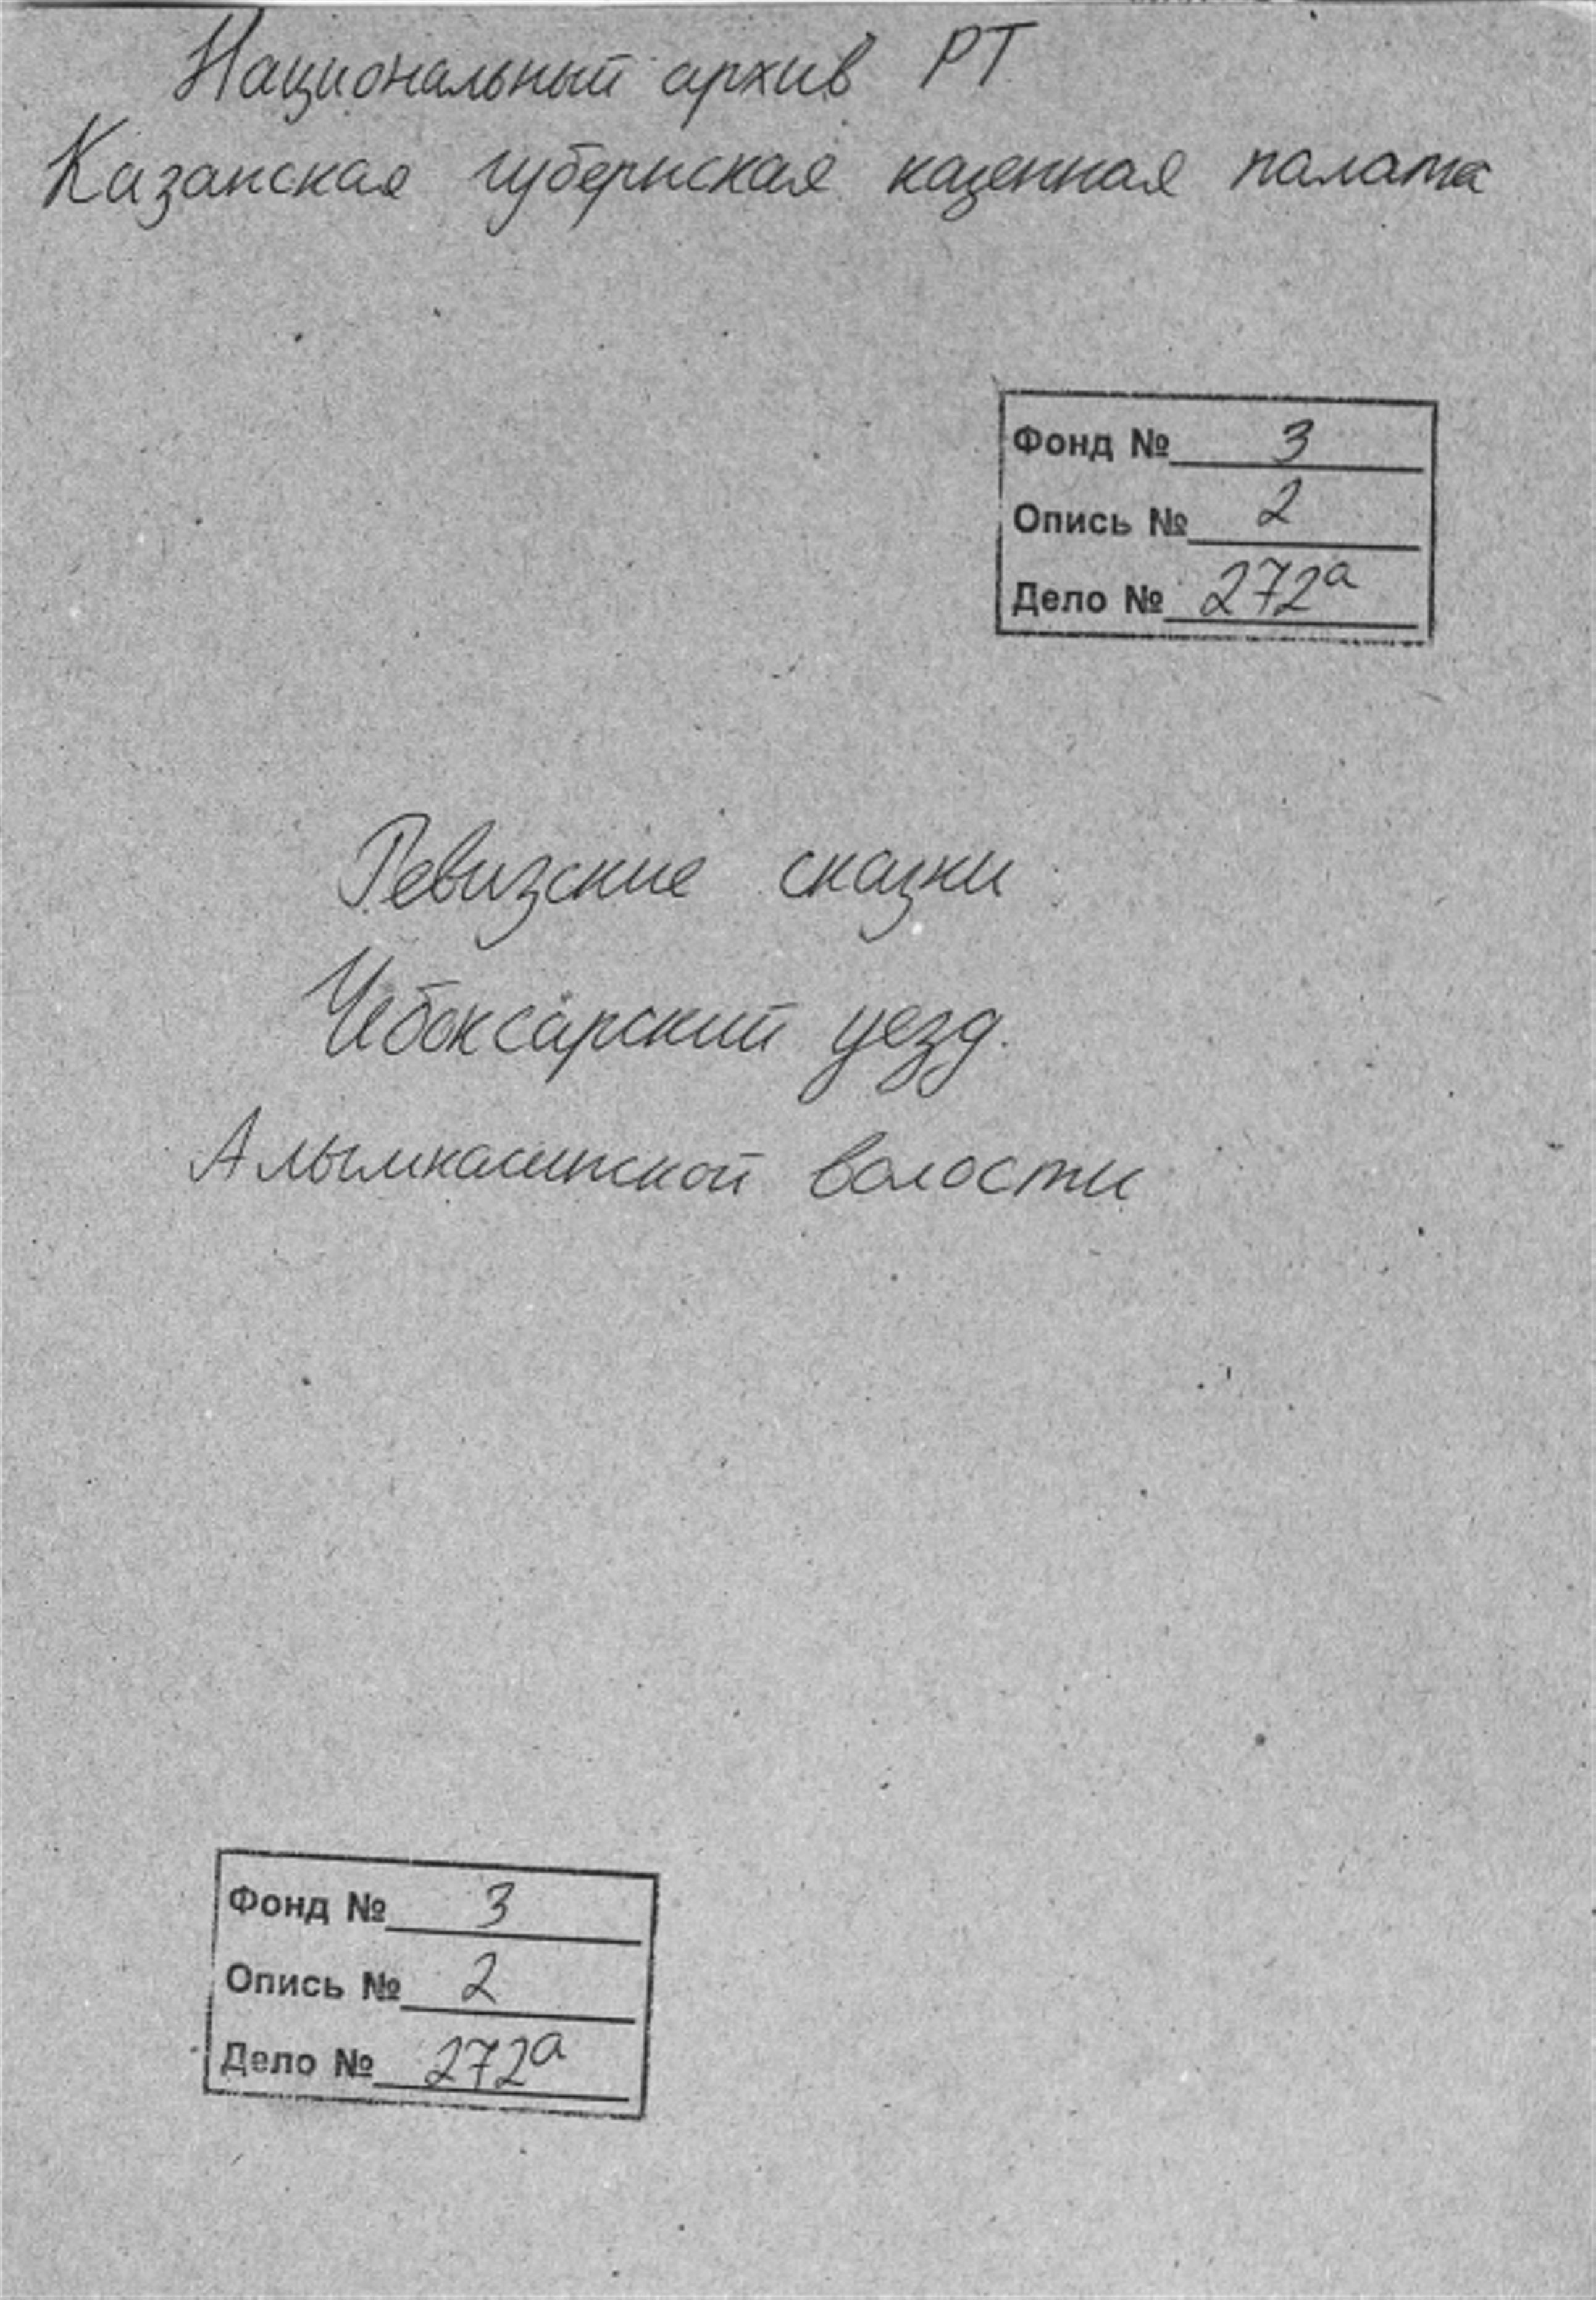 Национальный архив РТ
Казанская губернская казенная палата
Фонд № 3
Опись № 2
Дело № 272а
Ревизские сказки
Чебоксарский уезд.
Алымкасинской волости
Фонд № 3
Опись № 2
Дело № 272а